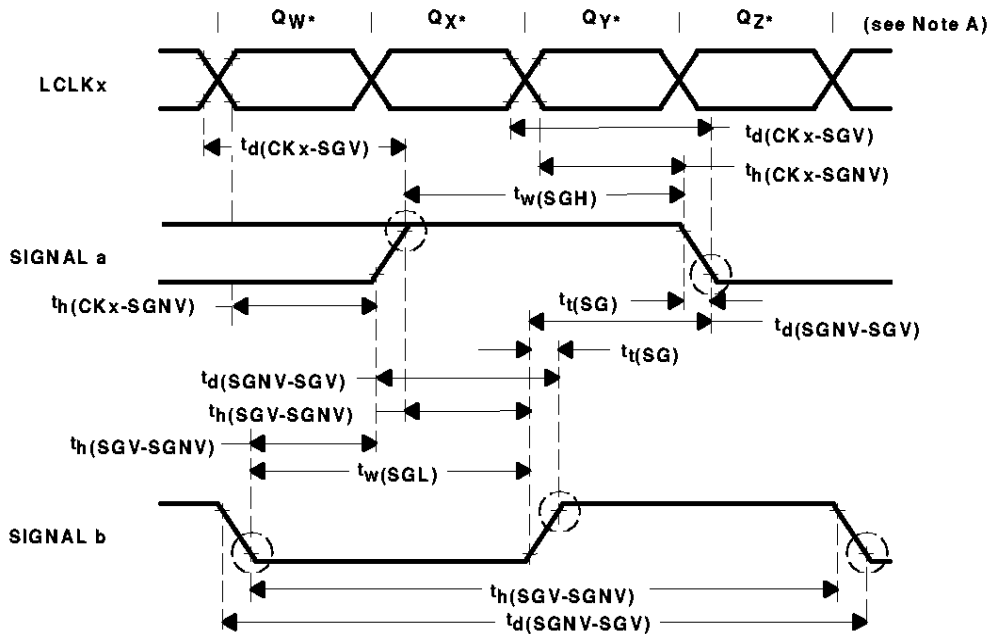 QW* QX* QY* QZ* (see Note A)
LCLKx
td(CKx-SGV) td(CKx-SGV)
th(CKx-SGNV)
tw(SGH)
SIGNAL a
th(CKx-SGNV) tt(SG)
td(SGNV-SGV)
tt(SG)
td(SGNV-SGV)
th(SGV-SGNV)
th(SGV-SGNV)
tw(SGL)
SIGNAL b
th(SGV-SGNV)
td(SGNV-SGV)